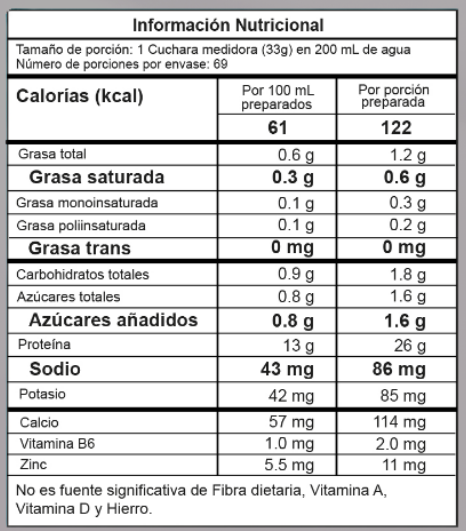 Información Nutricional
Tamaño de porción: 1 Cuchara medidora (33g) en 200 mL de agua
Número de porciones por envase: 69
Calorías (kcal) Por 100 mL preparados Por porción preparada
61 122
Grasa total 0.6 g 1.2 g
Grasa saturada 0.3 g 0.6 g
Grasa monoinsaturada 0.1 g 0.3 g
Grasa poliinsaturada 0.1 g 0.2 g
Grasa trans 0 mg 0 mg
Carbohidratos totales 0.9 g 1.8 g
Azúcares totales 0.8 g 1.6 g
Azúcares añadidos 0.8 g 1.6 g
Proteína 13 g 26 g
Sodio 43 mg 86 mg
Potasio 42 mg 85 mg
Calcio 57 mg 114 mg
Vitamina B6 1.0 mg 2.0 mg
Zinc 5.5 mg 11 mg
No es fuente significativa de Fibra dietaria, Vitamina A,
Vitamina D y Hierro.